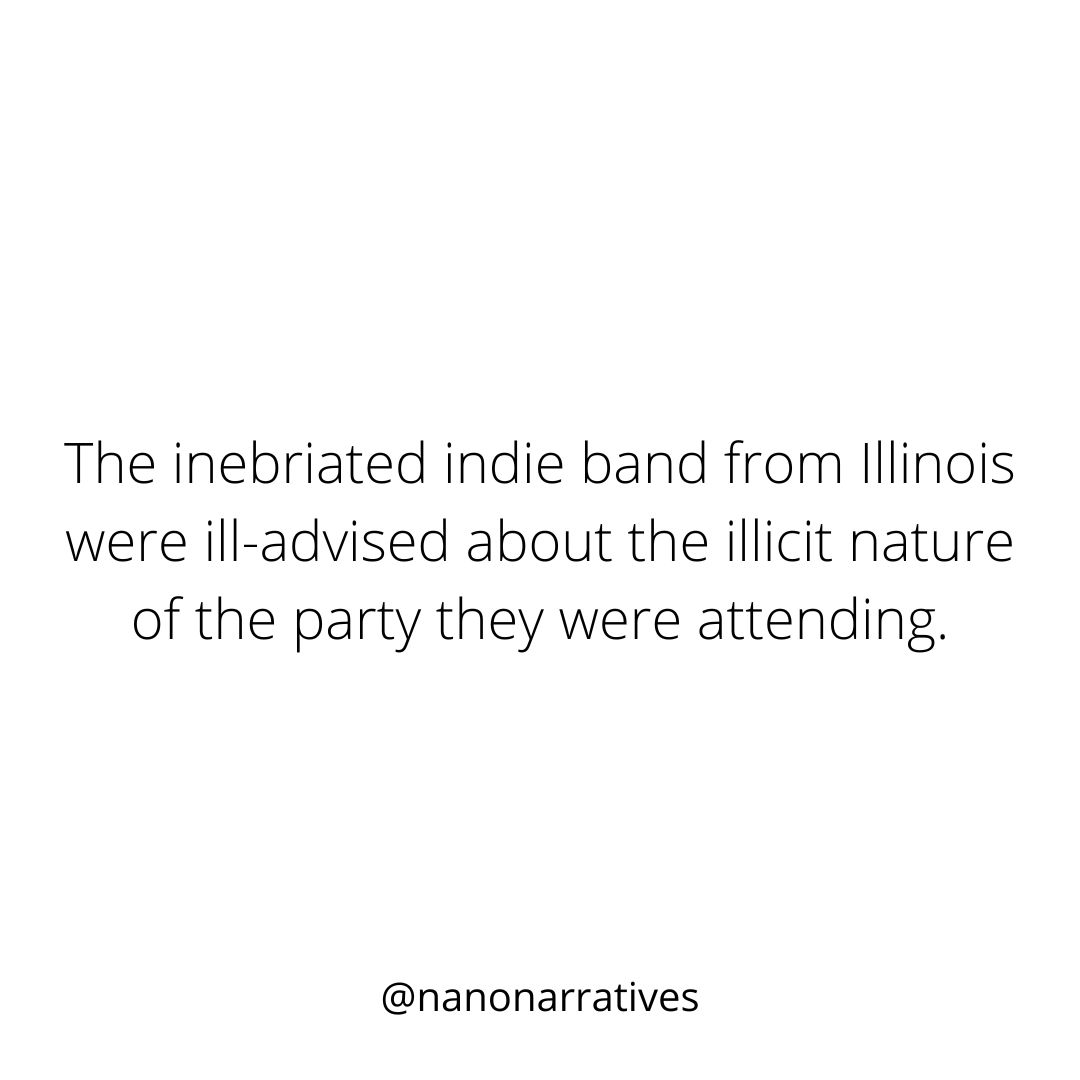 The inebriated indie band from Illinois
were ill-advised about the illicit nature
of the party they were attending.
@nanonarratives